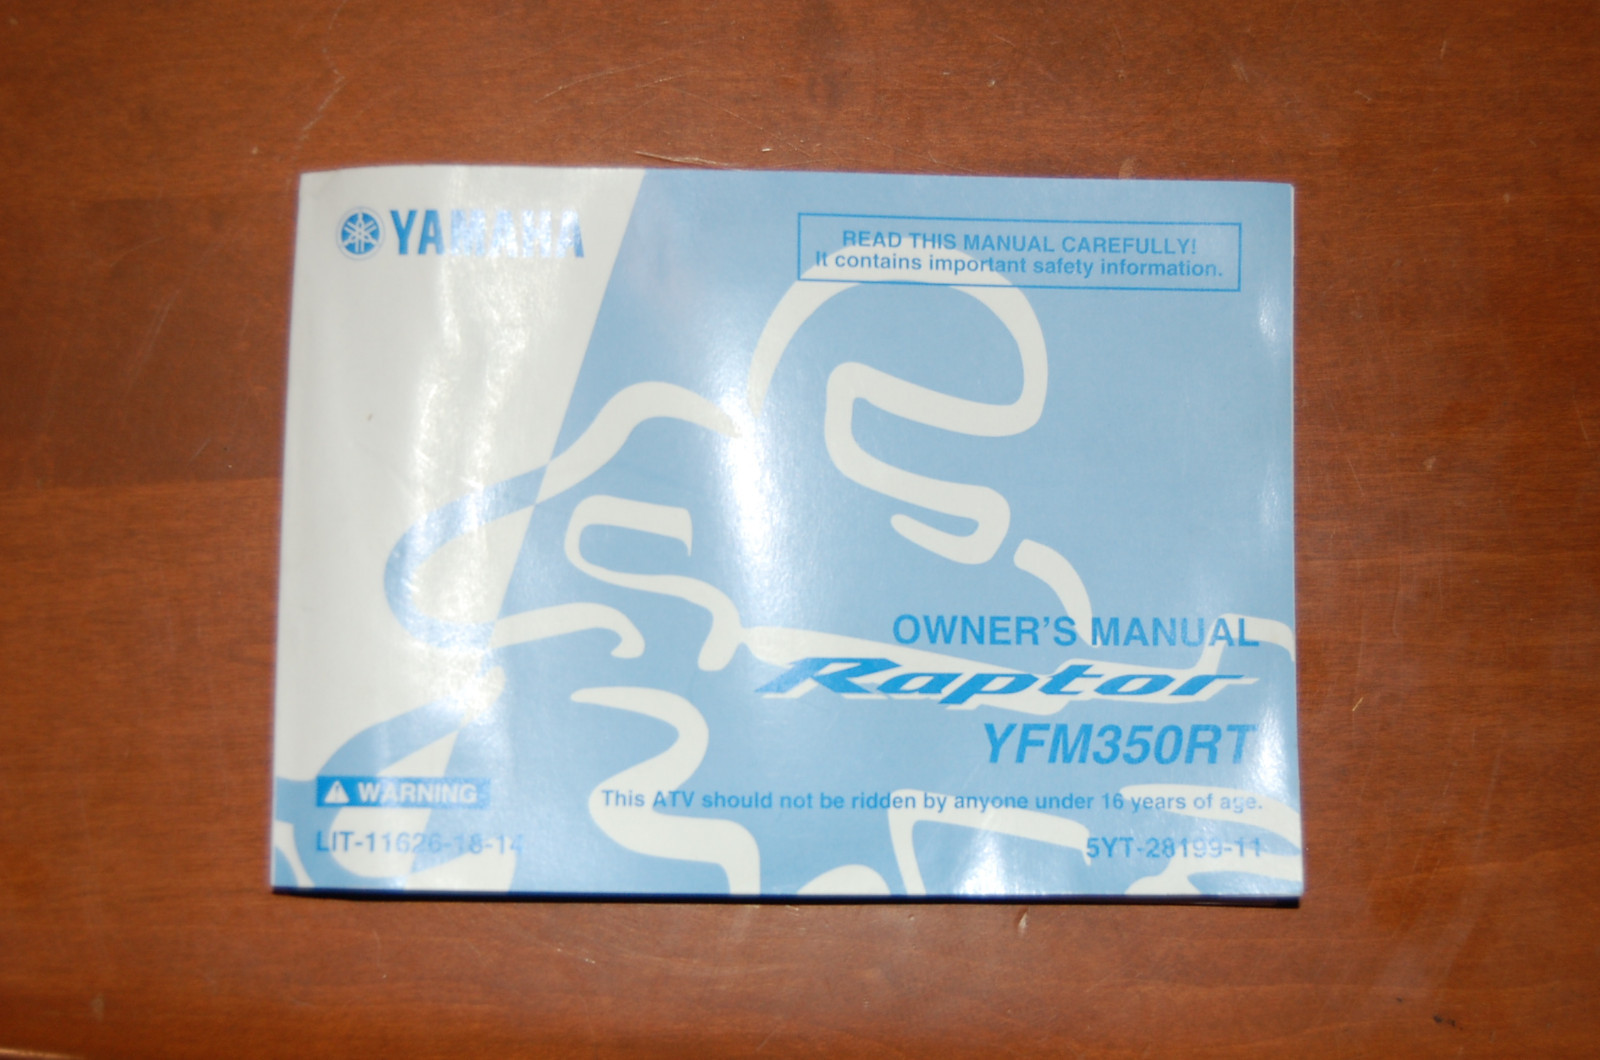 YAMAHA
READ THIS MANUAL CAREFULLY!
It contains important safety information.
OWNER'S MANUAL
Raptor
YFM350RT
WARNING
This ATV should not be ridden by anyone under 16 years of age.
LIT-11626-18-14
5YT-28199-11